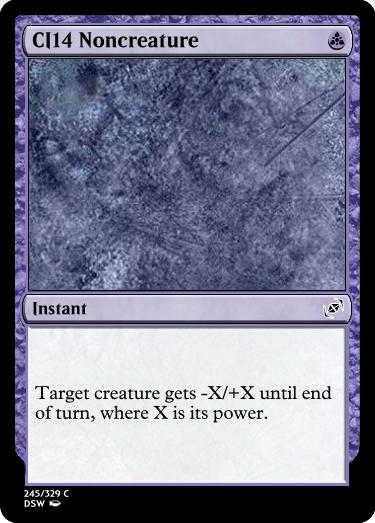 CI14 Noncreature
Instant
Target creature gets -X/+X until end
of turn, where X is its power.
245/329 C
DSW